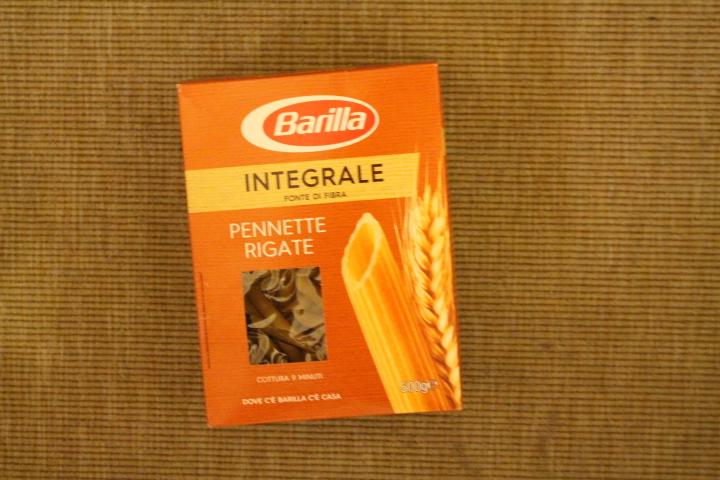 Barilla
INTEGRALE
FONTE DI FIBRA
PENNETTE
RIGATE
COTTURA 9 MINUTI
500g e
DOVE C'È BARILLA C'È CASA